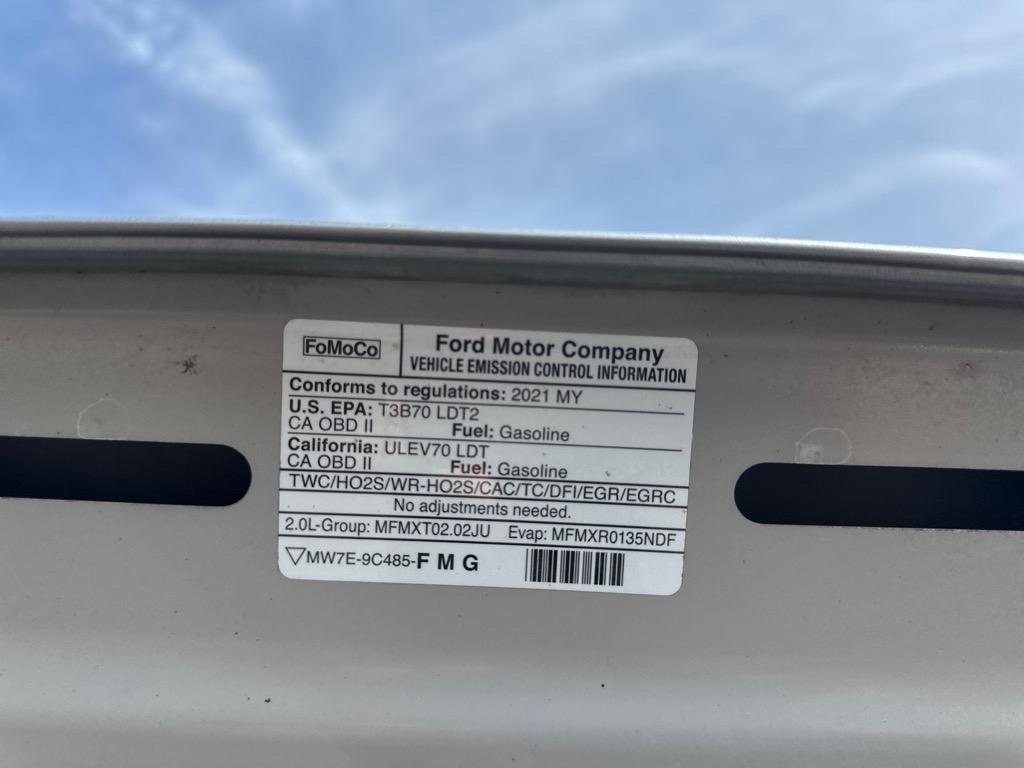 FoMoCo
Ford Motor Company
VEHICLE EMISSION CONTROL INFORMATION
Conforms to regulations: 2021 MY
U.S. EPA: T3B70 LDT2
CA OBD II Fuel: Gasoline
California: ULEV70 LDT
CA OBD II Fuel: Gasoline
TWC/HO2S/WR-HO2S/CAC/TC/DFI/EGR/EGRC
No adjustments needed.
2.0L-Group: MFMXT02.02JU Evap: MFMXR0135NDF
MW7E-9C485-F M G